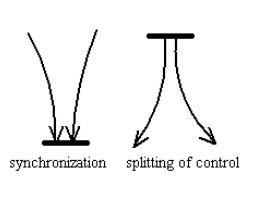 synchronization
splitting of control